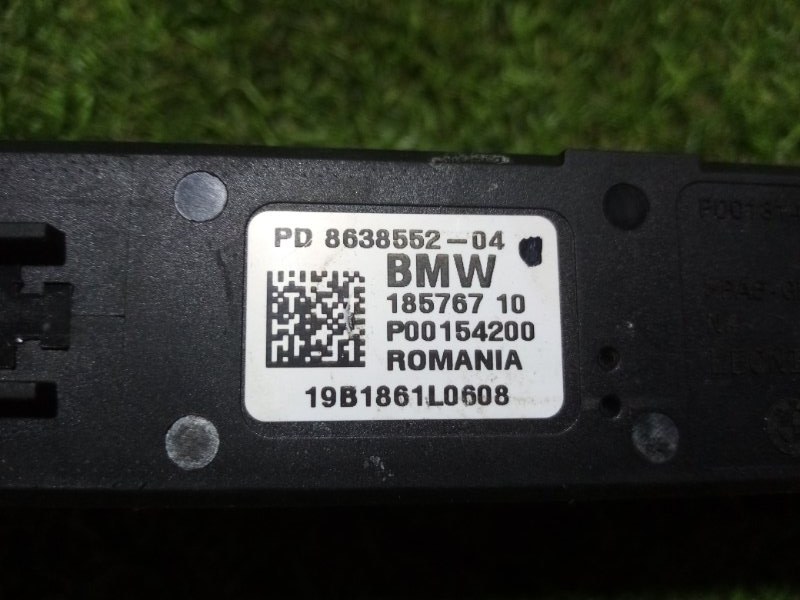 PD 8638552-04
BMW
185767 10
P00154200
ROMANIA
19B1861L0608